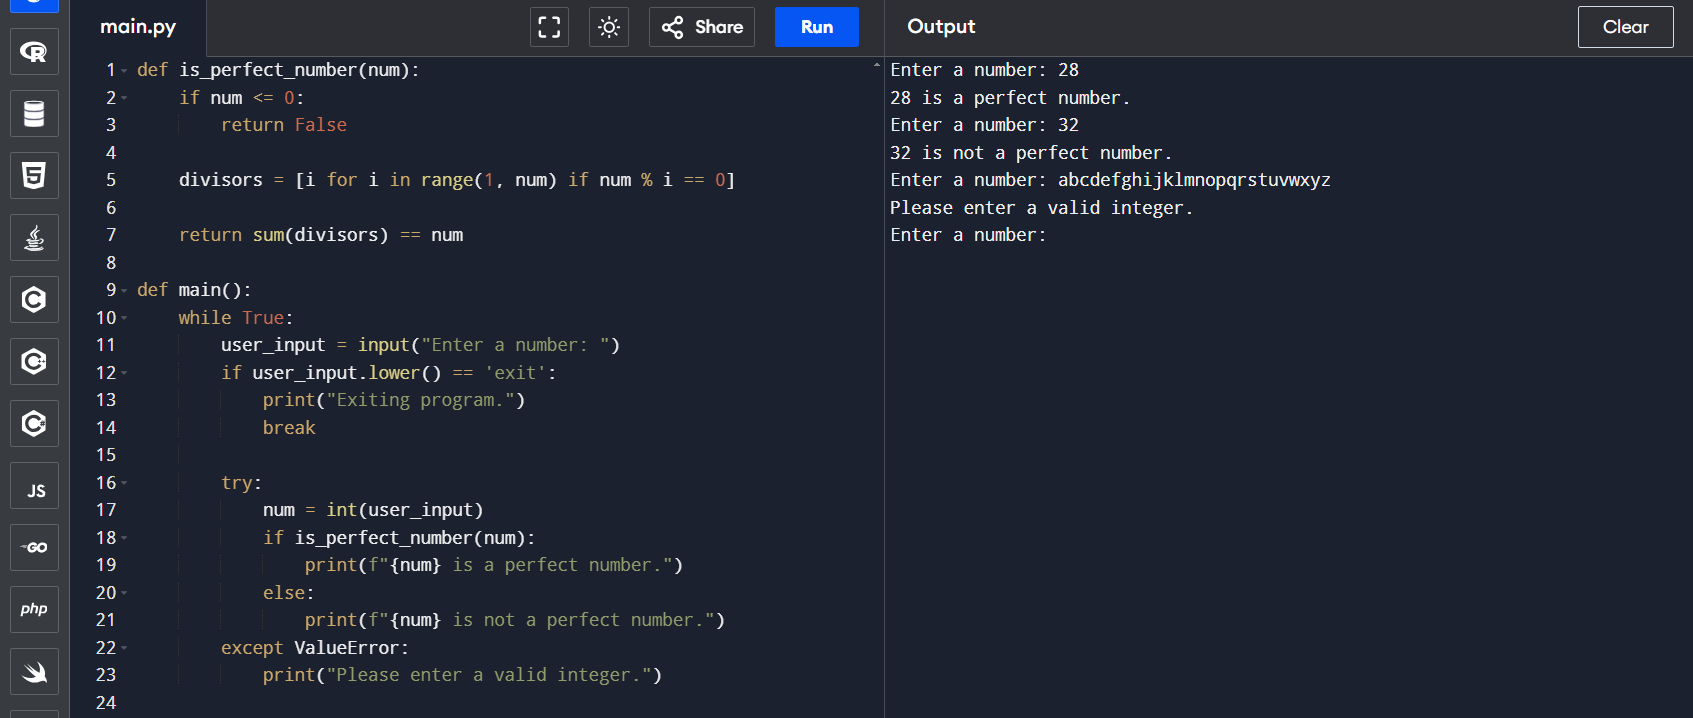 main.py
Share
Run
Output
Clear
R
5
C
C++
C#
JS
GO
php
1 def is_perfect_number(num):
2     if num <= 0:
3         return False
4
5     divisors = [i for i in range(1, num) if num % i == 0]
6
7     return sum(divisors) == num
8
9 def main():
10     while True:
11         user_input = input("Enter a number: ")
12         if user_input.lower() == 'exit':
13             print("Exiting program.")
14             break
15
16         try:
17             num = int(user_input)
18             if is_perfect_number(num):
19                 print(f"{num} is a perfect number.")
20             else:
21                 print(f"{num} is not a perfect number.")
22         except ValueError:
23             print("Please enter a valid integer.")
24
Enter a number: 28
28 is a perfect number.
Enter a number: 32
32 is not a perfect number.
Enter a number: abcdefghijklmnopqrstuvwxyz
Please enter a valid integer.
Enter a number: